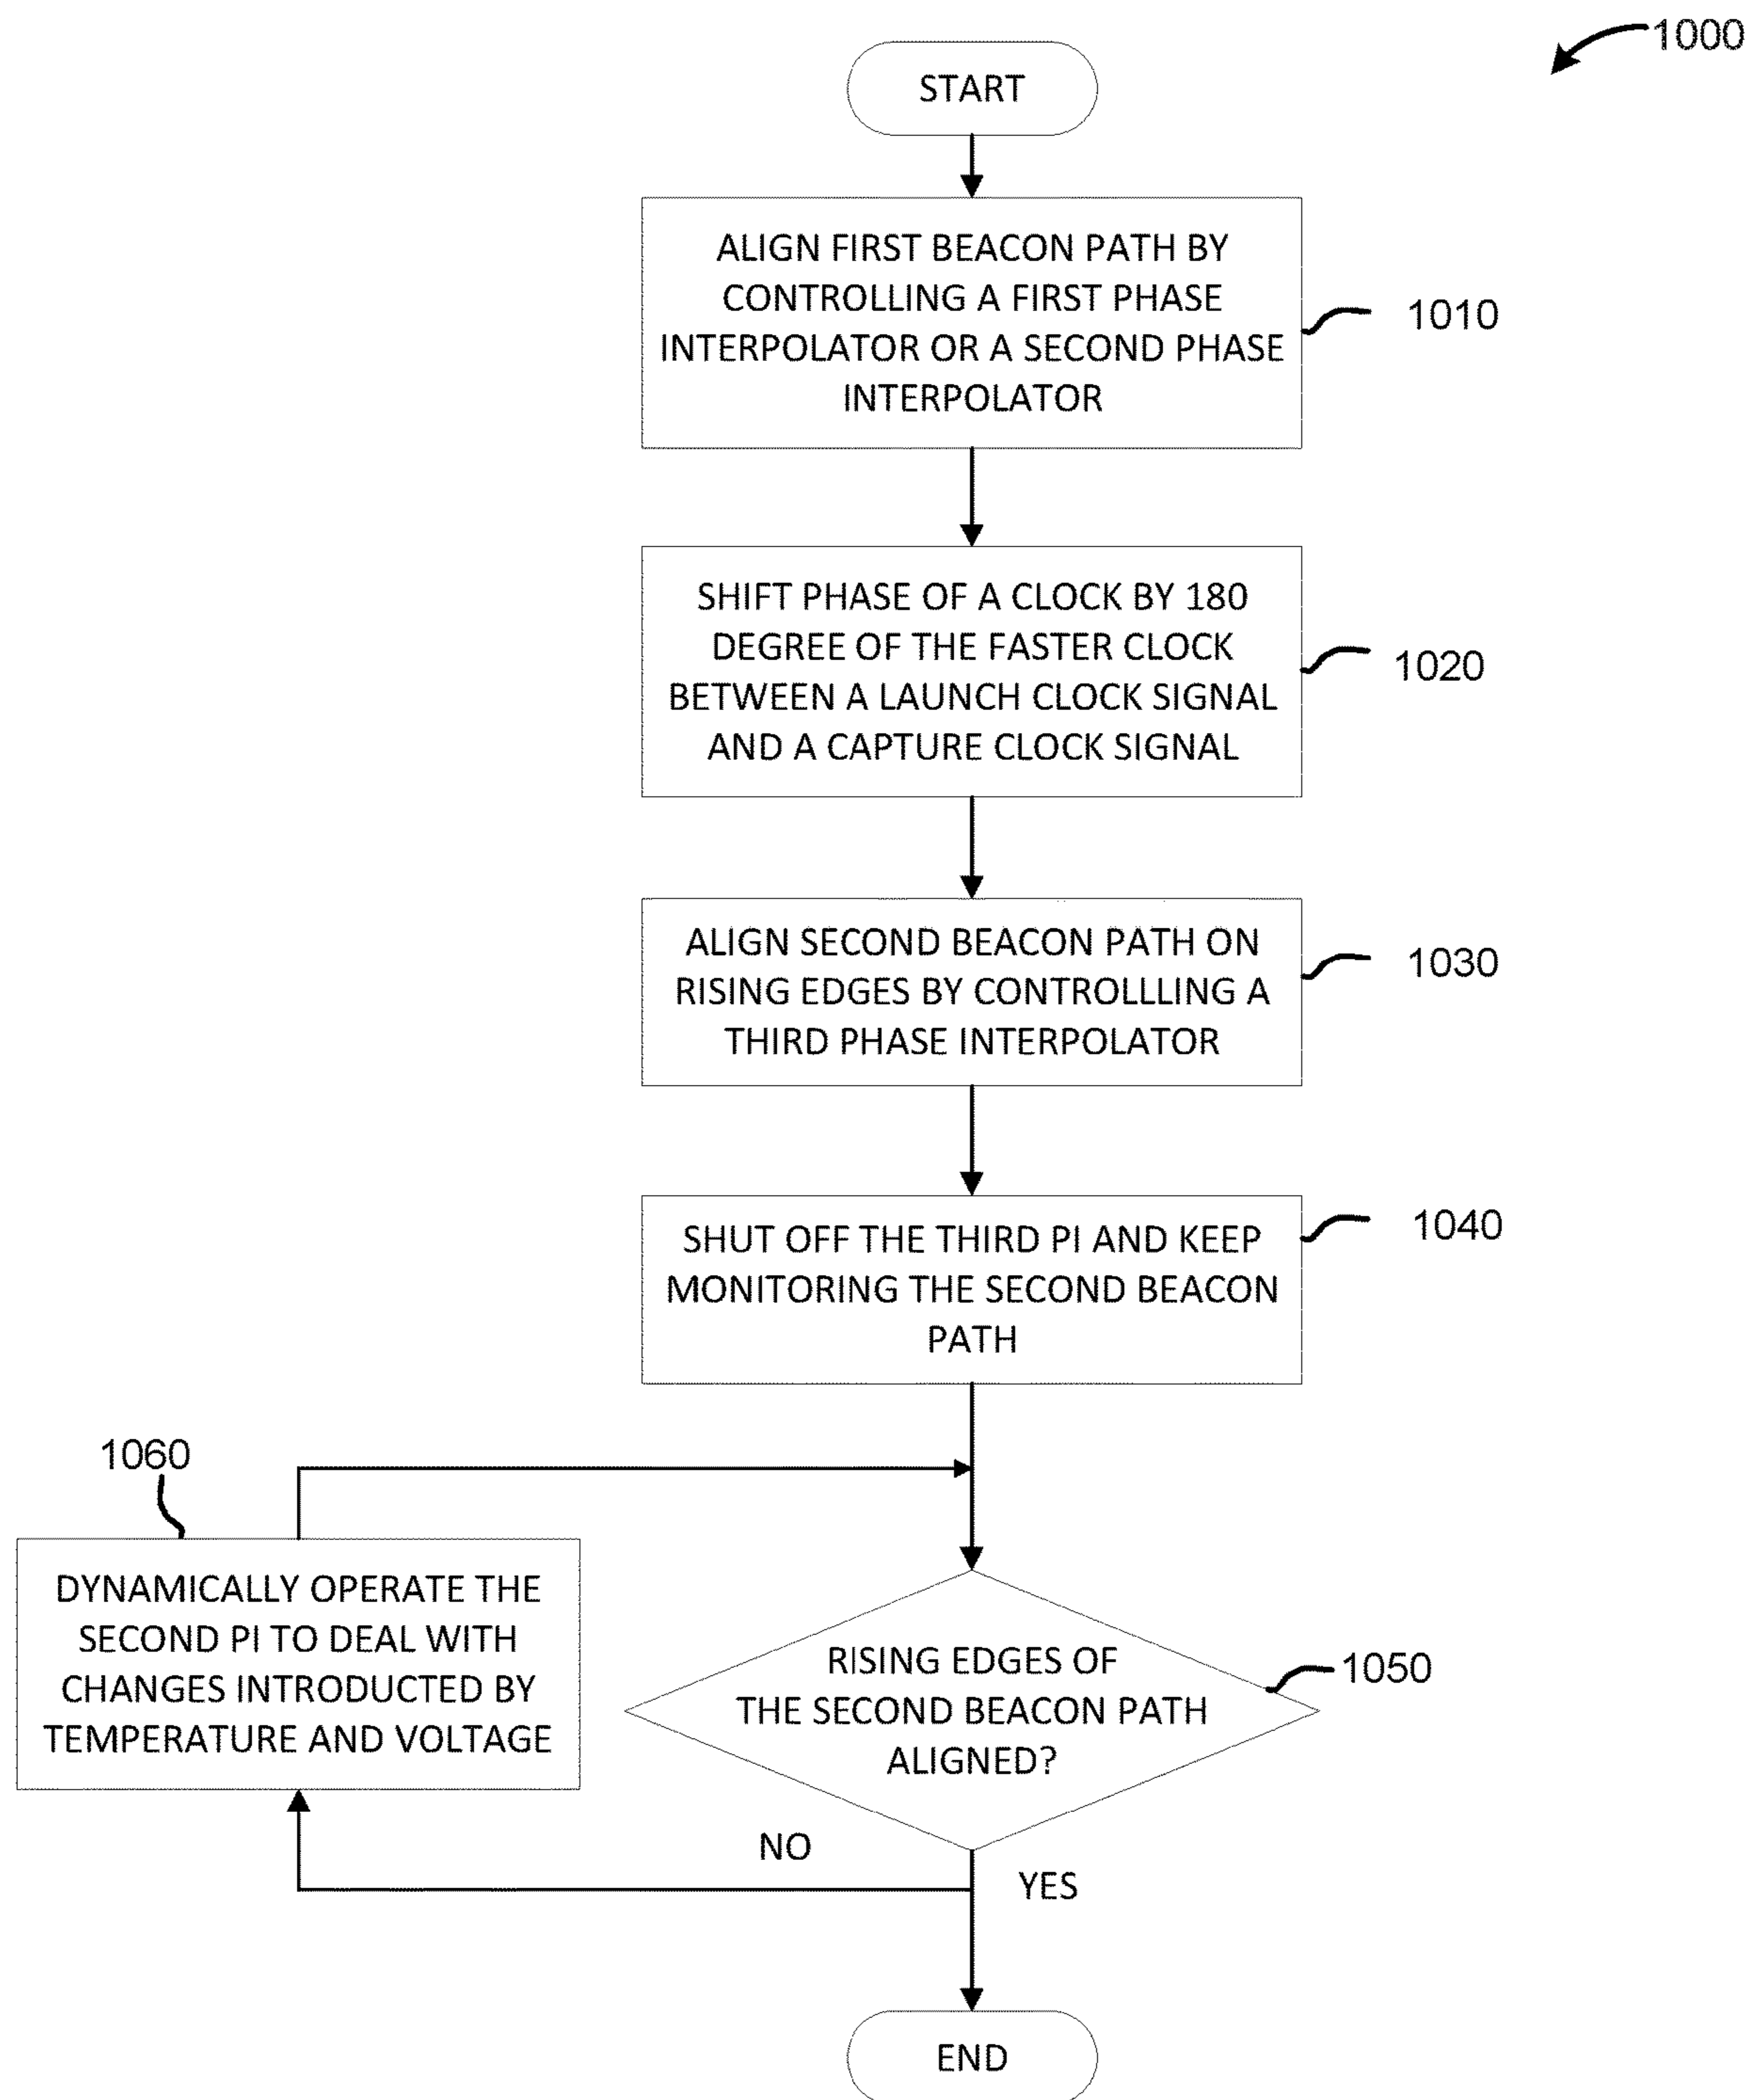 1000
START
ALIGN FIRST BEACON PATH BY
CONTROLLING A FIRST PHASE
INTERPOLATOR OR A SECOND PHASE
INTERPOLATOR
1010
SHIFT PHASE OF A CLOCK BY 180
DEGREE OF THE FASTER CLOCK
BETWEEN A LAUNCH CLOCK SIGNAL
AND A CAPTURE CLOCK SIGNAL
1020
ALIGN SECOND BEACON PATH ON
RISING EDGES BY CONTROLLLING A
THIRD PHASE INTERPOLATOR
1030
SHUT OFF THE THIRD PI AND KEEP
MONITORING THE SECOND BEACON
PATH
1040
1060
DYNAMICALLY OPERATE THE
SECOND PI TO DEAL WITH
CHANGES INTRODUCTED BY
TEMPERATURE AND VOLTAGE
RISING EDGES OF
THE SECOND BEACON PATH
ALIGNED?
1050
NO
YES
END